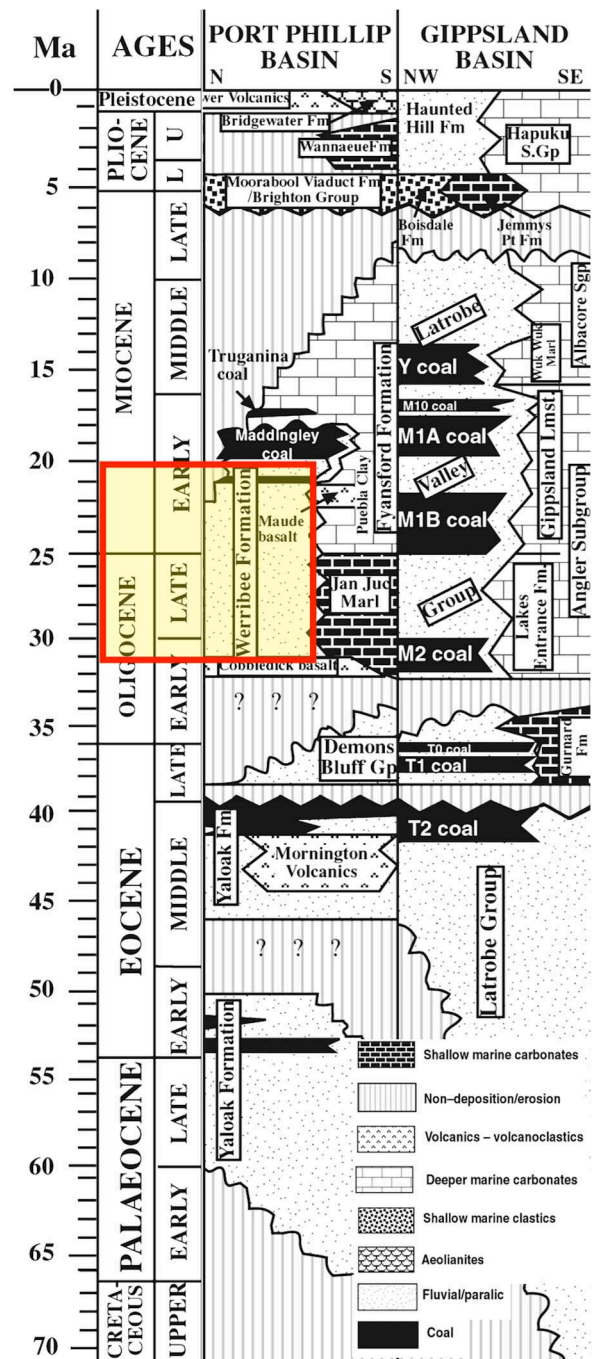 Ma
AGES
PORT PHILLIP
BASIN
N
S
GIPPSLAND
BASIN
NW
SE
0
5
10
15
20
25
30
35
40
45
50
55
60
65
70
Pleistocene
PLIO-
CENE
U
L
MIOCENE
LATE
MIDDLE
EARLY
OLIGOCENE
LATE
EARLY
EOCENE
LATE
MIDDLE
EARLY
PALAEOCENE
LATE
EARLY
CRETA-
CEOUS
UPPER
wer Volcanics
Bridgewater Fm
WannaeueFm
Moorabool Viaduct Fm
/Brighton Group
Truganina
coal
Maddingley
coal
Fyansford Formation
Puebla Clay
Werribee Formation
Maude
basalt
Jan Juc
Marl
Cobbledick basalt
? ? ?
Demons
Bluff Gp
Yaloak Fm
Mornington
Volcanics
? ? ?
Yaloak Formation
Haunted
Hill Fm
Hapuku
S.Gp
Boisdale
Fm
Jemmys
Pt Fm
Latrobe
Albacore Sgp
Wuk Wuk
Marl
Y coal
M10 coal
M1A coal
Valley
Gippsland Lmst.
M1B coal
Angler Subgroup
Group
Lakes
Entrance Fm.
M2 coal
T0 coal
T1 coal
Gurnard
Fm
T2 coal
Latrobe Group
Shallow marine carbonates
Non–deposition/erosion
Volcanics – volcanoclastics
Deeper marine carbonates
Shallow marine clastics
Aeolianites
Fluvial/paralic
Coal